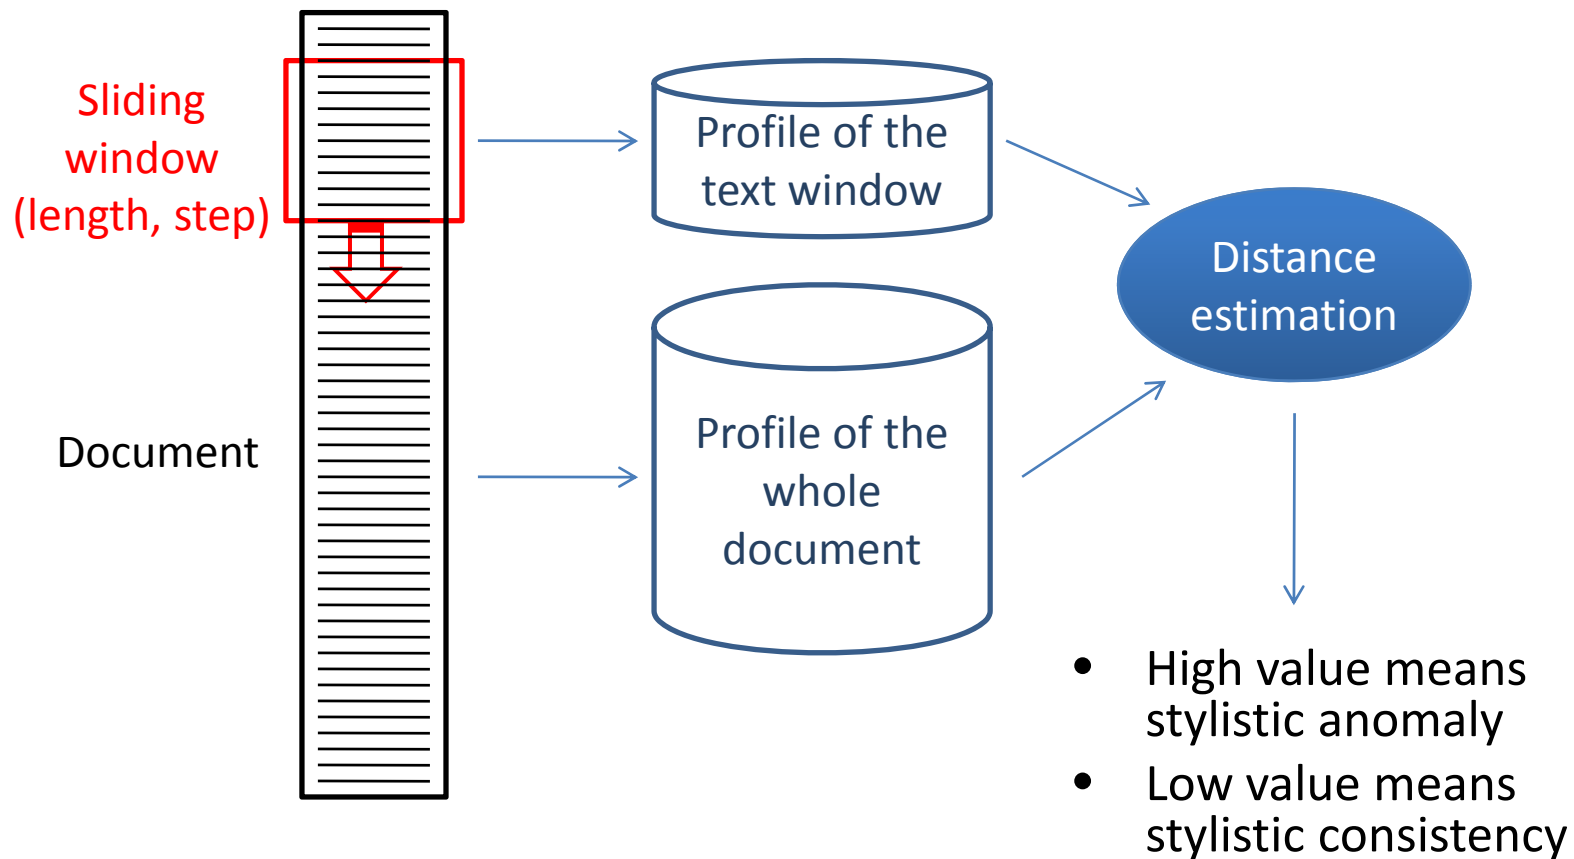 Sliding
window
(length, step)
Document
Profile of the
text window
Profile of the
whole
document
Distance
estimation
• High value means
stylistic anomaly
• Low value means
stylistic consistency